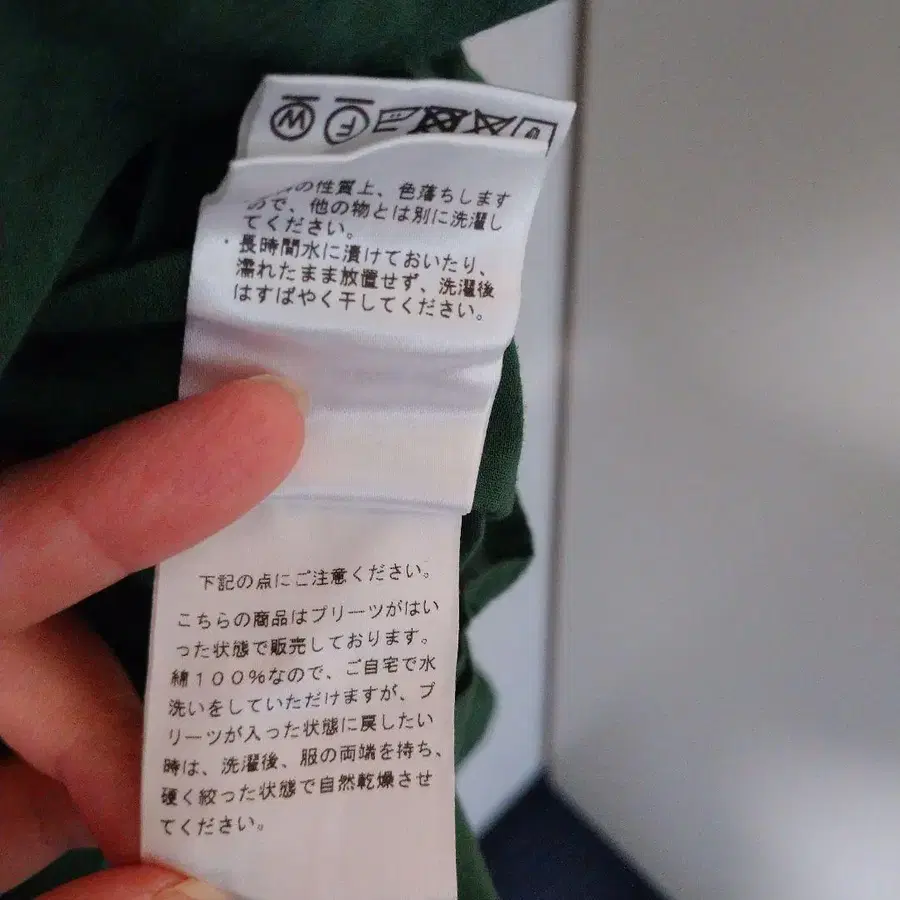 W F
の性質上、色落ちします
ので、他の物とは別に洗濯し
てください。
・長時間水に漬けておいたり、
濡れたまま放置せず、洗濯後
はすばやく干してください。
下記の点にご注意ください。
こちらの商品はプリーツがはい
った状態で販売しております。
綿100%なので、ご自宅で水
洗いをしていただけますが、プ
リーツが入った状態に戻したい
時は、洗濯後、服の両端を持ち、
硬く絞った状態で自然乾燥させ
てください。